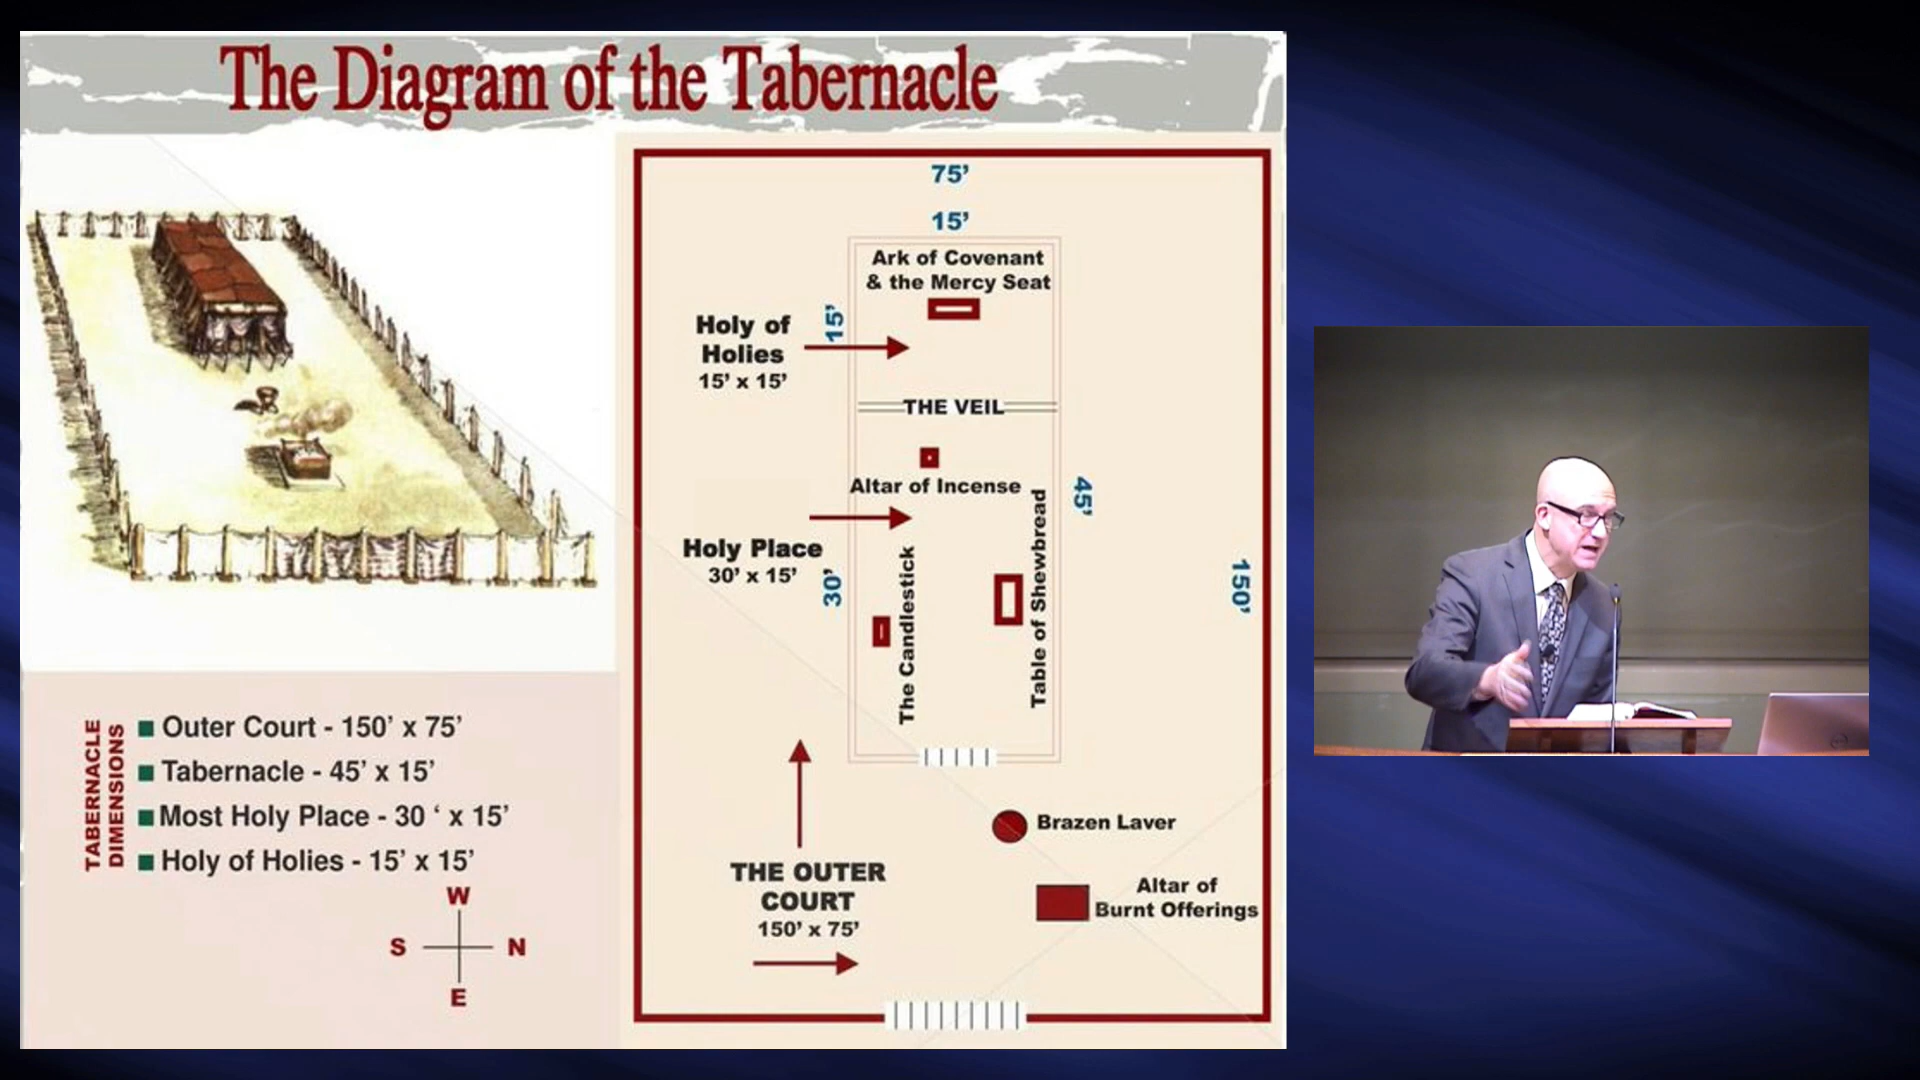 The Diagram of the Tabernacle
75’
15’
Ark of Covenant
& the Mercy Seat
Holy of
Holies
15’ x 15’
15’
THE VEIL
Altar of Incense
45’
Holy Place
30’ x 15’
30’
The Candlestick
Table of Shewbread
150’
Brazen Laver
THE OUTER
COURT
150’ x 75’
Altar of
Burnt Offerings
TABERNACLE
DIMENSIONS
Outer Court - 150’ x 75’
Tabernacle - 45’ x 15’
Most Holy Place - 30 ‘ x 15’
Holy of Holies - 15’ x 15’
W
S N
E